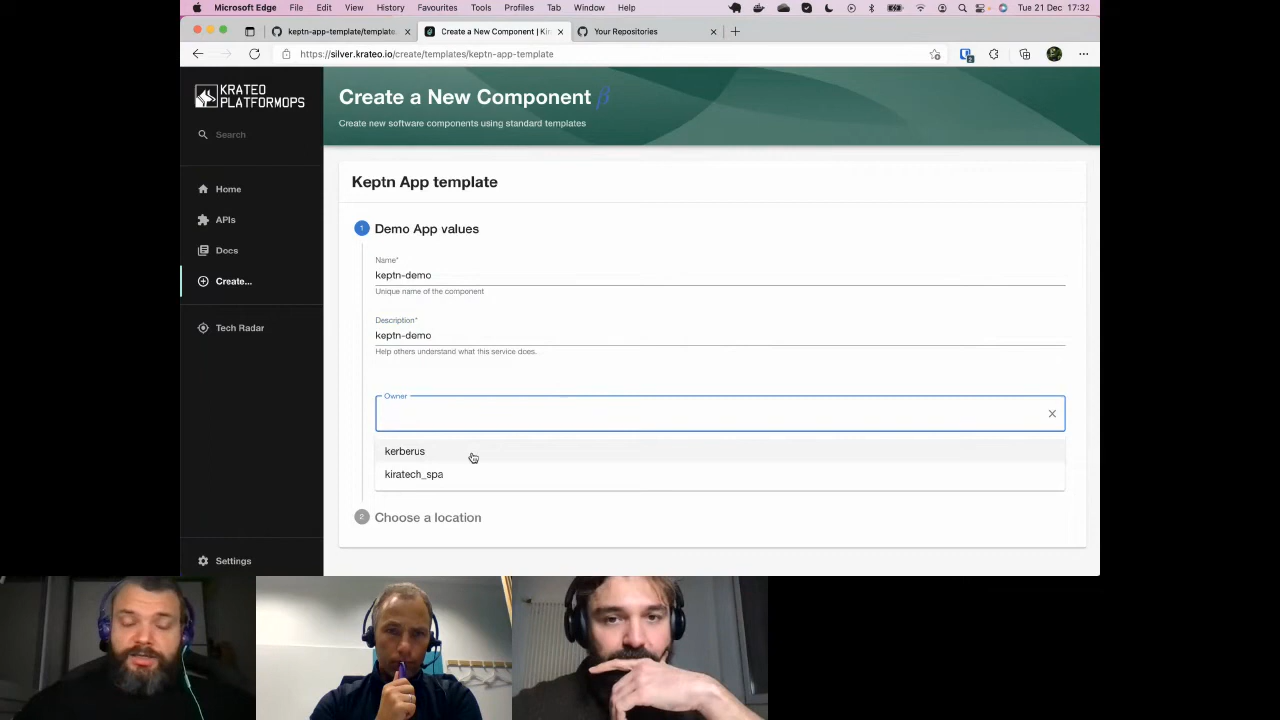 Microsoft Edge File Edit View History Favourites Tools Profiles Tab Window Help Tue 21 Dec 17:32
keptn-app-template/template. Create a New Component | Kr Your Repositories
https://silver.krateo.io/create/templates/keptn-app-template
KRATEO
PLATFORMOPS
Search
Home
APIs
Docs
Create...
Tech Radar
Settings
Create a New Component β
Create new software components using standard templates
Keptn App template
1 Demo App values
Name*
keptn-demo
Unique name of the component
Description*
keptn-demo
Help others understand what this service does.
Owner
kerberus
kiratech_spa
2 Choose a location